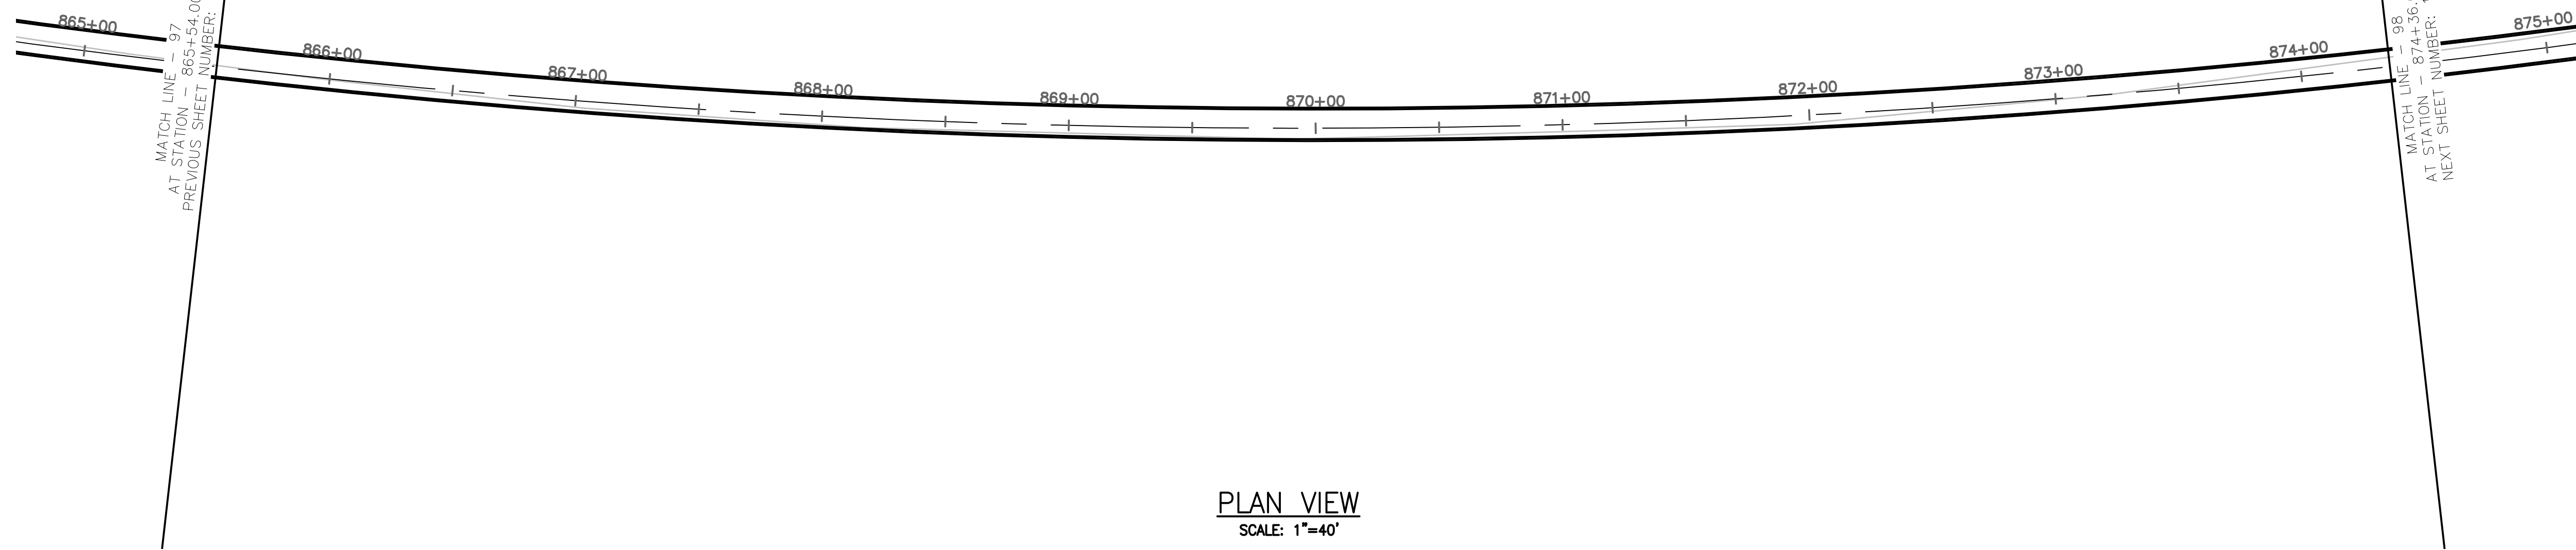 865+00
MATCH LINE - 97
AT STATION - 865+54.00
PREVIOUS SHEET NUMBER:
866+00
867+00
868+00
869+00
870+00
871+00
872+00
873+00
874+00
MATCH LINE - 98
AT STATION - 874+36.
NEXT SHEET NUMBER:
875+00
PLAN VIEW
SCALE: 1"=40'